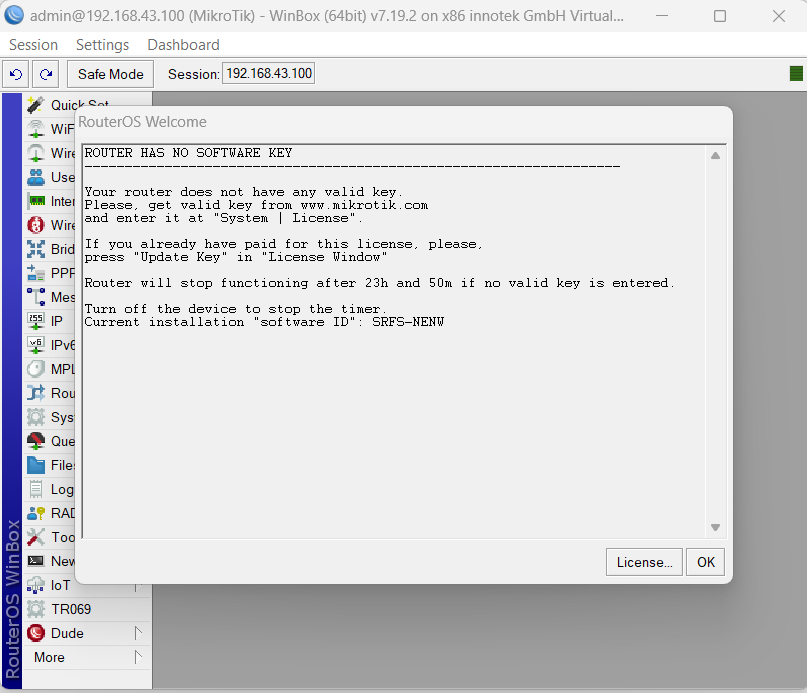 admin@192.168.43.100 (MikroTik) - WinBox (64bit) v7.19.2 on x86 innotek GmbH Virtual...
Session Settings Dashboard
Safe Mode Session: 192.168.43.100
Quick Set
WiF
Wire
Use
Inter
Wire
Brid
PPP
Mes
IP
IPv6
MPL
Rou
Sys
Que
Files
Log
RAD
Too
New
IoT
TR069
Dude
More
RouterOS WinBox
RouterOS Welcome
ROUTER HAS NO SOFTWARE KEY
-------------------------------------------------------------------
Your router does not have any valid key.
Please, get valid key from www.mikrotik.com
and enter it at "System | License".
If you already have paid for this license, please,
press "Update Key" in "License Window"
Router will stop functioning after 23h and 50m if no valid key is entered.
Turn off the device to stop the timer.
Current installation "software ID": SRFS-NENW
License... OK